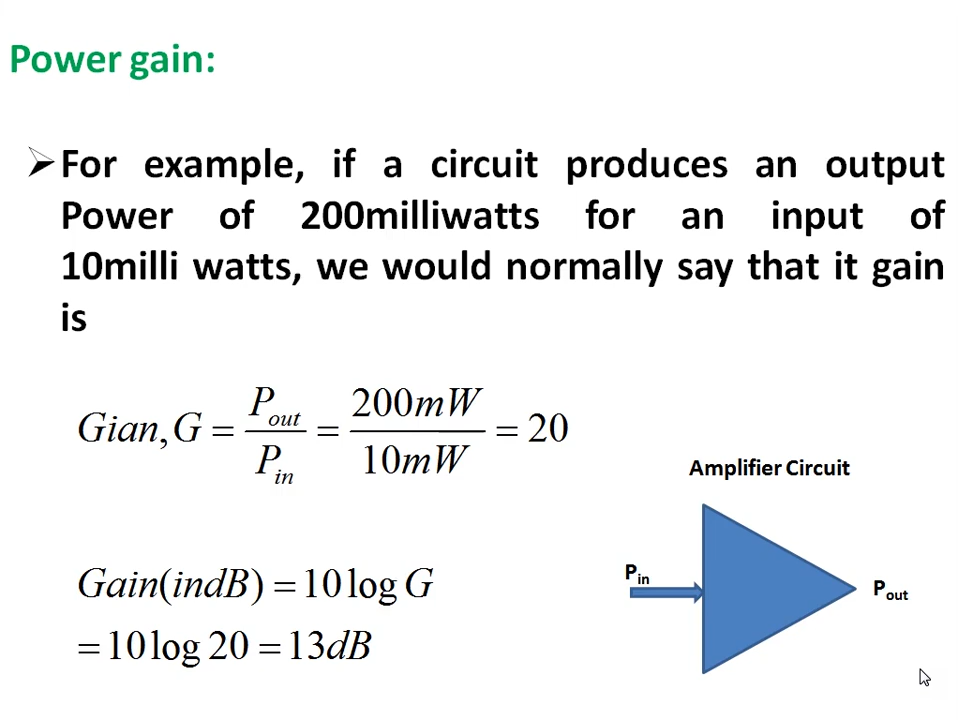 Power gain:
➢For example, if a circuit produces an output
Power of 200milliwatts for an input of
10milli watts, we would normally say that it gain
is
Gian, G = P_out / P_in = 200mW / 10mW = 20
Amplifier Circuit
Gain(indB) = 10 log G
= 10 log 20 = 13dB
P_in
P_out